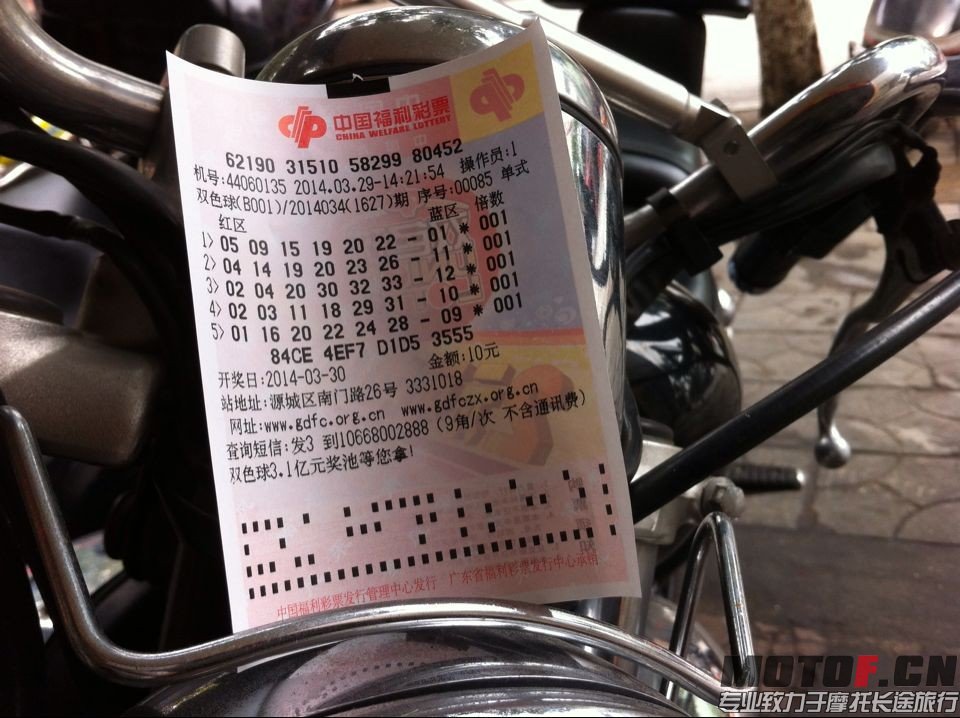 中国福利彩票
CHINA WELFARE LOTTERY
62190 31510 58299 80452
机号:44060135 2014.03.29-14:21:54 操作员:1
双色球(B001)/2014034(1627)期 序号:00085 单式
红区 蓝区 倍数
1> 05 09 15 19 20 22 - 01 * 001
2> 04 14 19 20 23 26 - 11 * 001
3> 02 04 20 30 32 33 - 12 * 001
4> 02 03 11 18 29 31 - 10 * 001
5> 01 16 20 22 24 28 - 09 * 001
84CE 4EF7 D1D5 3555
开奖日:2014-03-30 金额:10元
站地址:源城区南门路26号 3331018
网址:www.gdfc.org.cn www.gdfczx.org.cn
查询短信:发3 到10668002888(9角/次 不含通讯费)
双色球3.1亿元奖池等您拿!
中国福利彩票发行管理中心发行 广东省福利彩票发行中心承销
MOTOF.CN
专业致力于摩托长途旅行